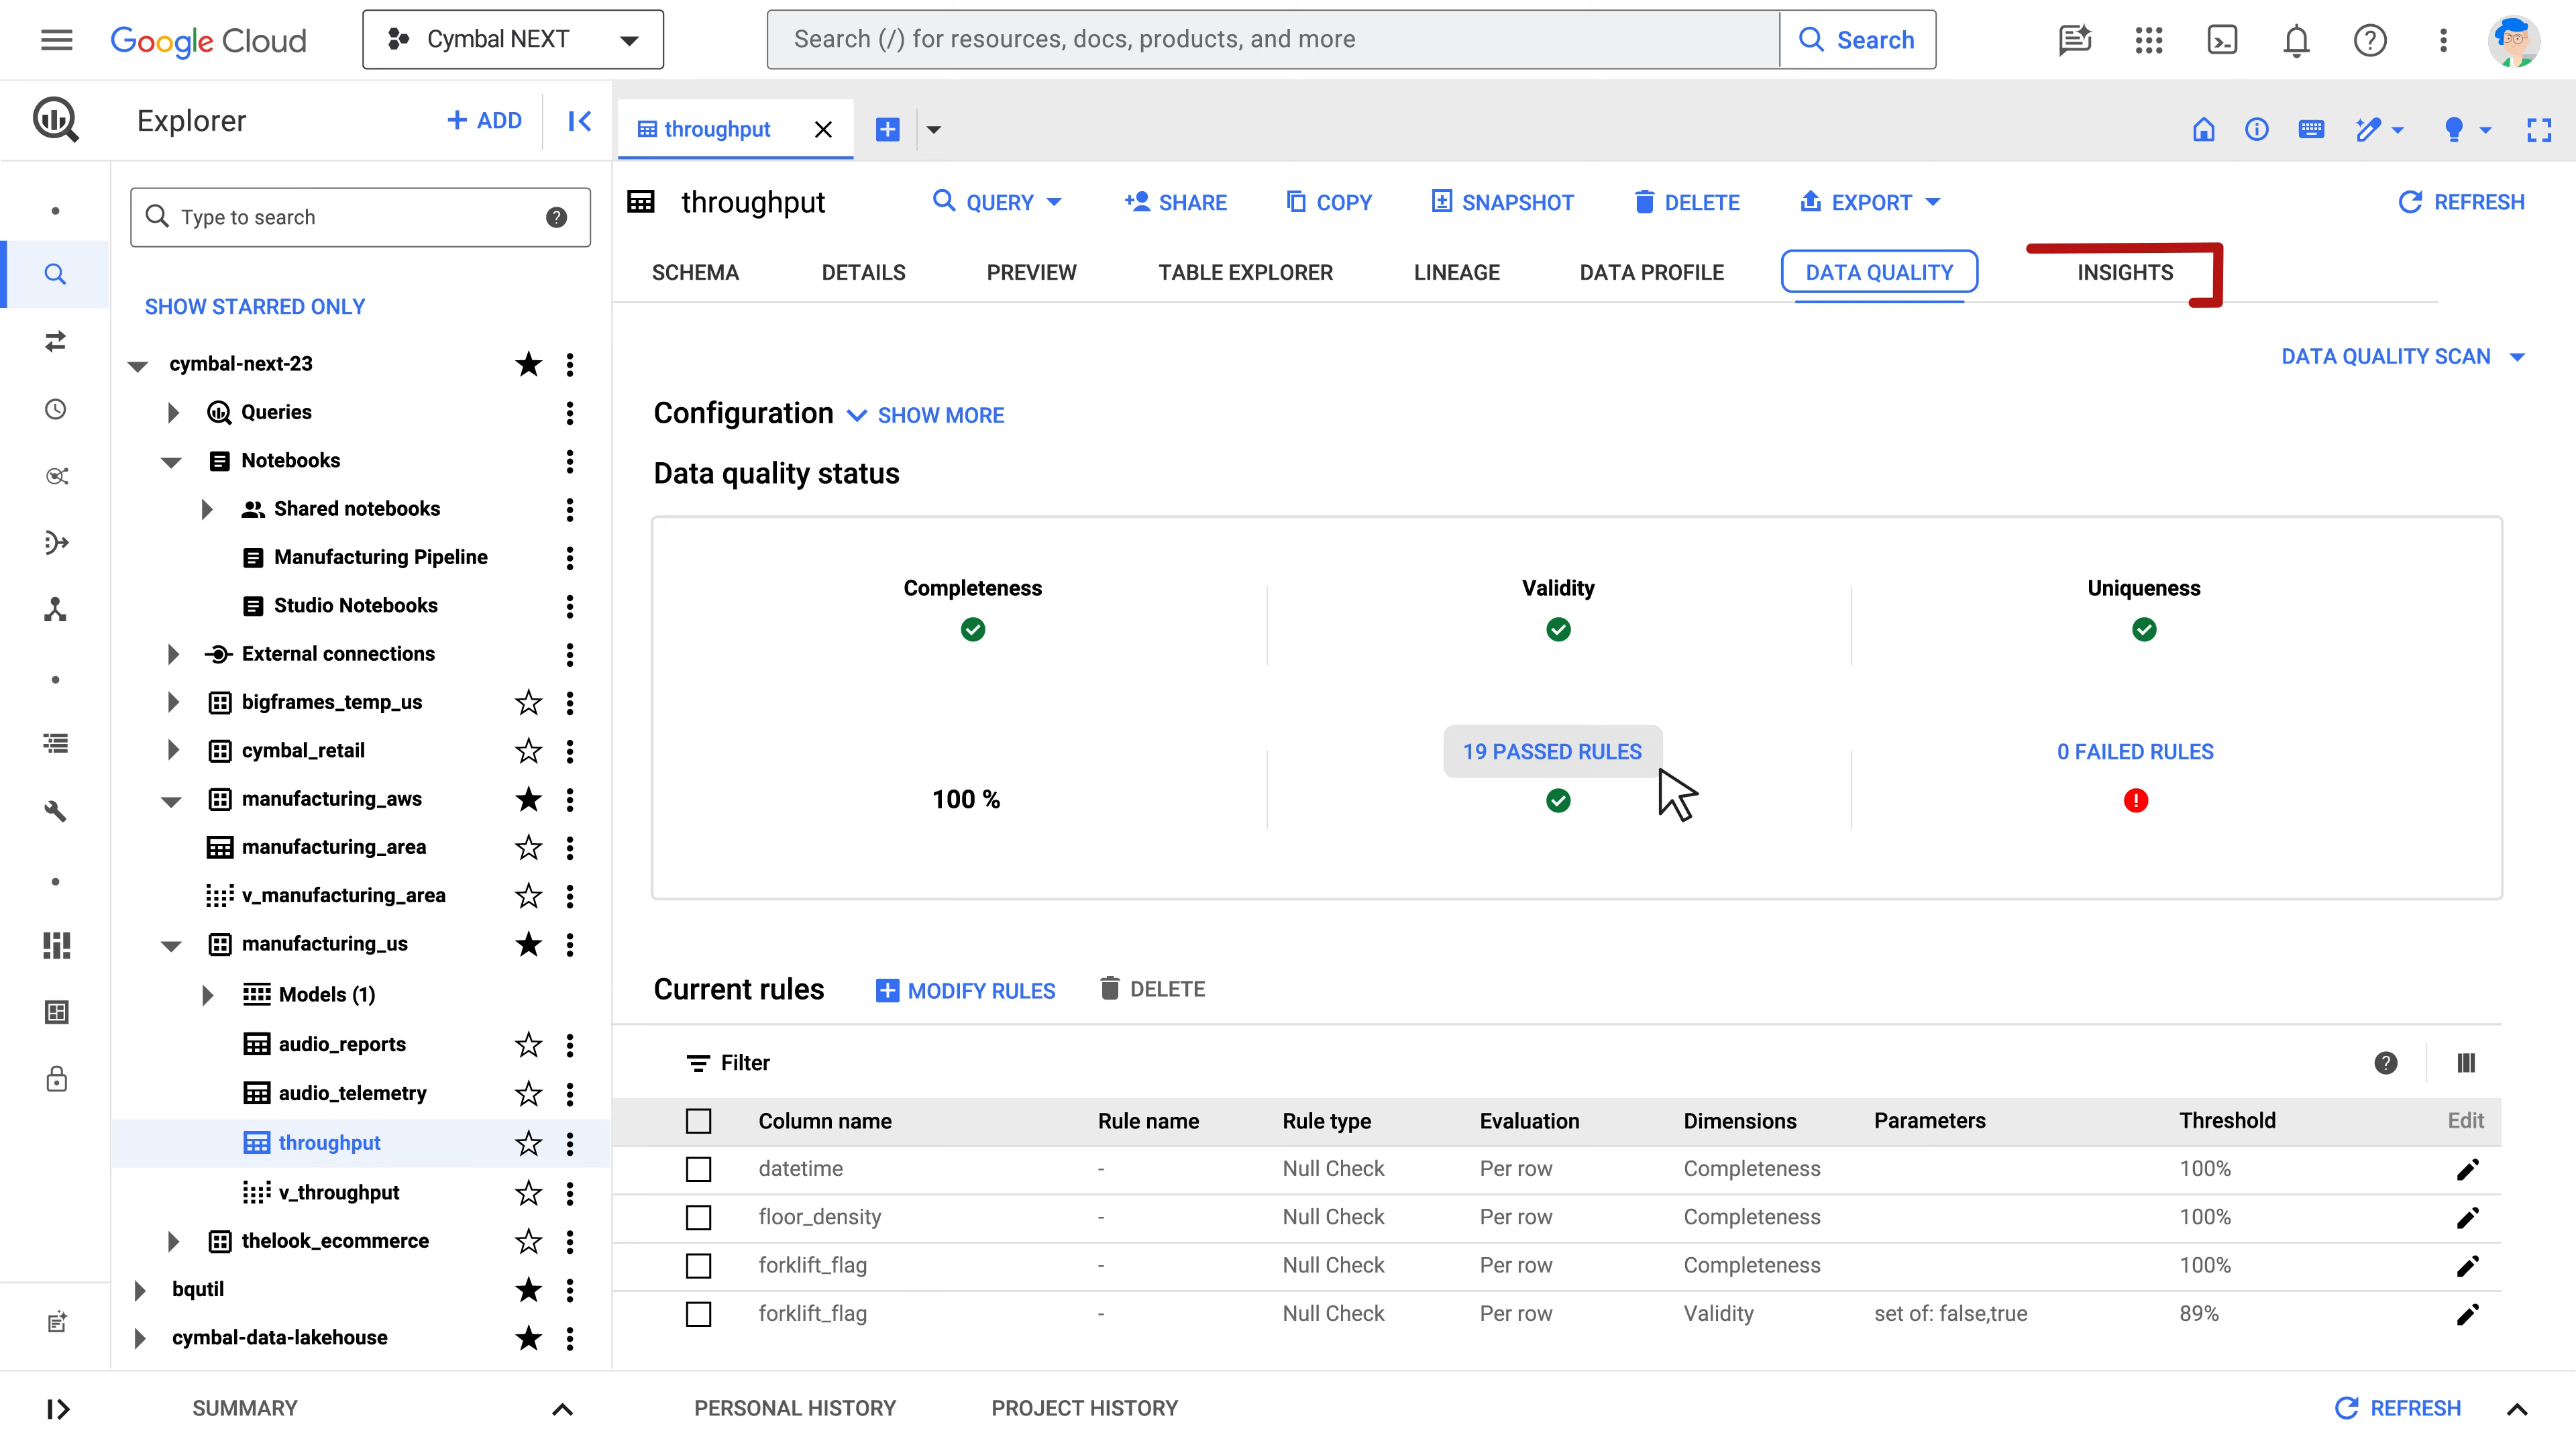 Google Cloud
Cymbal NEXT
Search (/) for resources, docs, products, and more
Search
Explorer
+ ADD
throughput
Type to search
throughput
QUERY
SHARE
COPY
SNAPSHOT
DELETE
EXPORT
REFRESH
SCHEMA
DETAILS
PREVIEW
TABLE EXPLORER
LINEAGE
DATA PROFILE
DATA QUALITY
INSIGHTS
SHOW STARRED ONLY
cymbal-next-23
Queries
Notebooks
Shared notebooks
Manufacturing Pipeline
Studio Notebooks
External connections
bigframes_temp_us
cymbal_retail
manufacturing_aws
manufacturing_area
v_manufacturing_area
manufacturing_us
Models (1)
audio_reports
audio_telemetry
throughput
v_throughput
thelook_ecommerce
bqutil
cymbal-data-lakehouse
DATA QUALITY SCAN
Configuration SHOW MORE
Data quality status
Completeness
Validity
Uniqueness
100 %
19 PASSED RULES
0 FAILED RULES
Current rules
MODIFY RULES
DELETE
Filter
Column name Rule name Rule type Evaluation Dimensions Parameters Threshold Edit
datetime - Null Check Per row Completeness 100%
floor_density - Null Check Per row Completeness 100%
forklift_flag - Null Check Per row Completeness 100%
forklift_flag - Null Check Per row Validity set of: false,true 89%
SUMMARY
PERSONAL HISTORY
PROJECT HISTORY
REFRESH